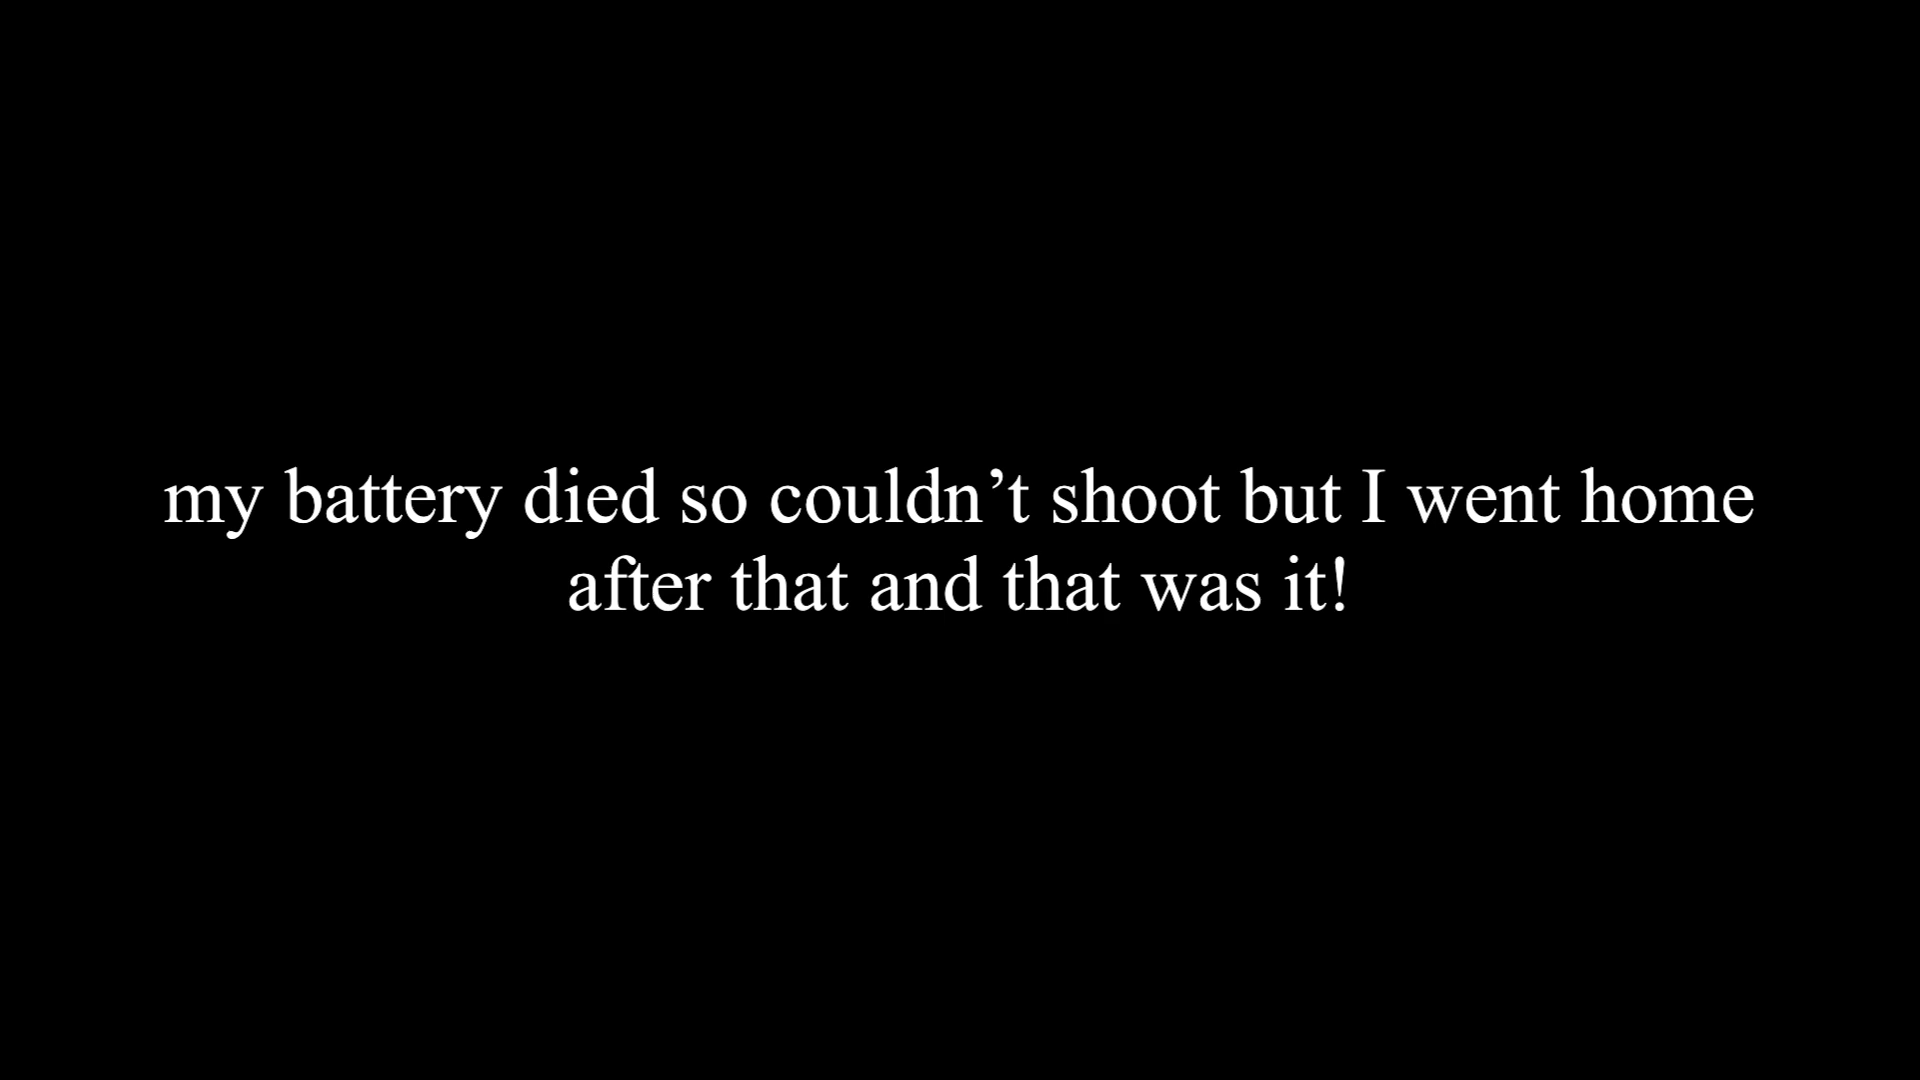 my battery died so couldn’t shoot but I went home
after that and that was it!